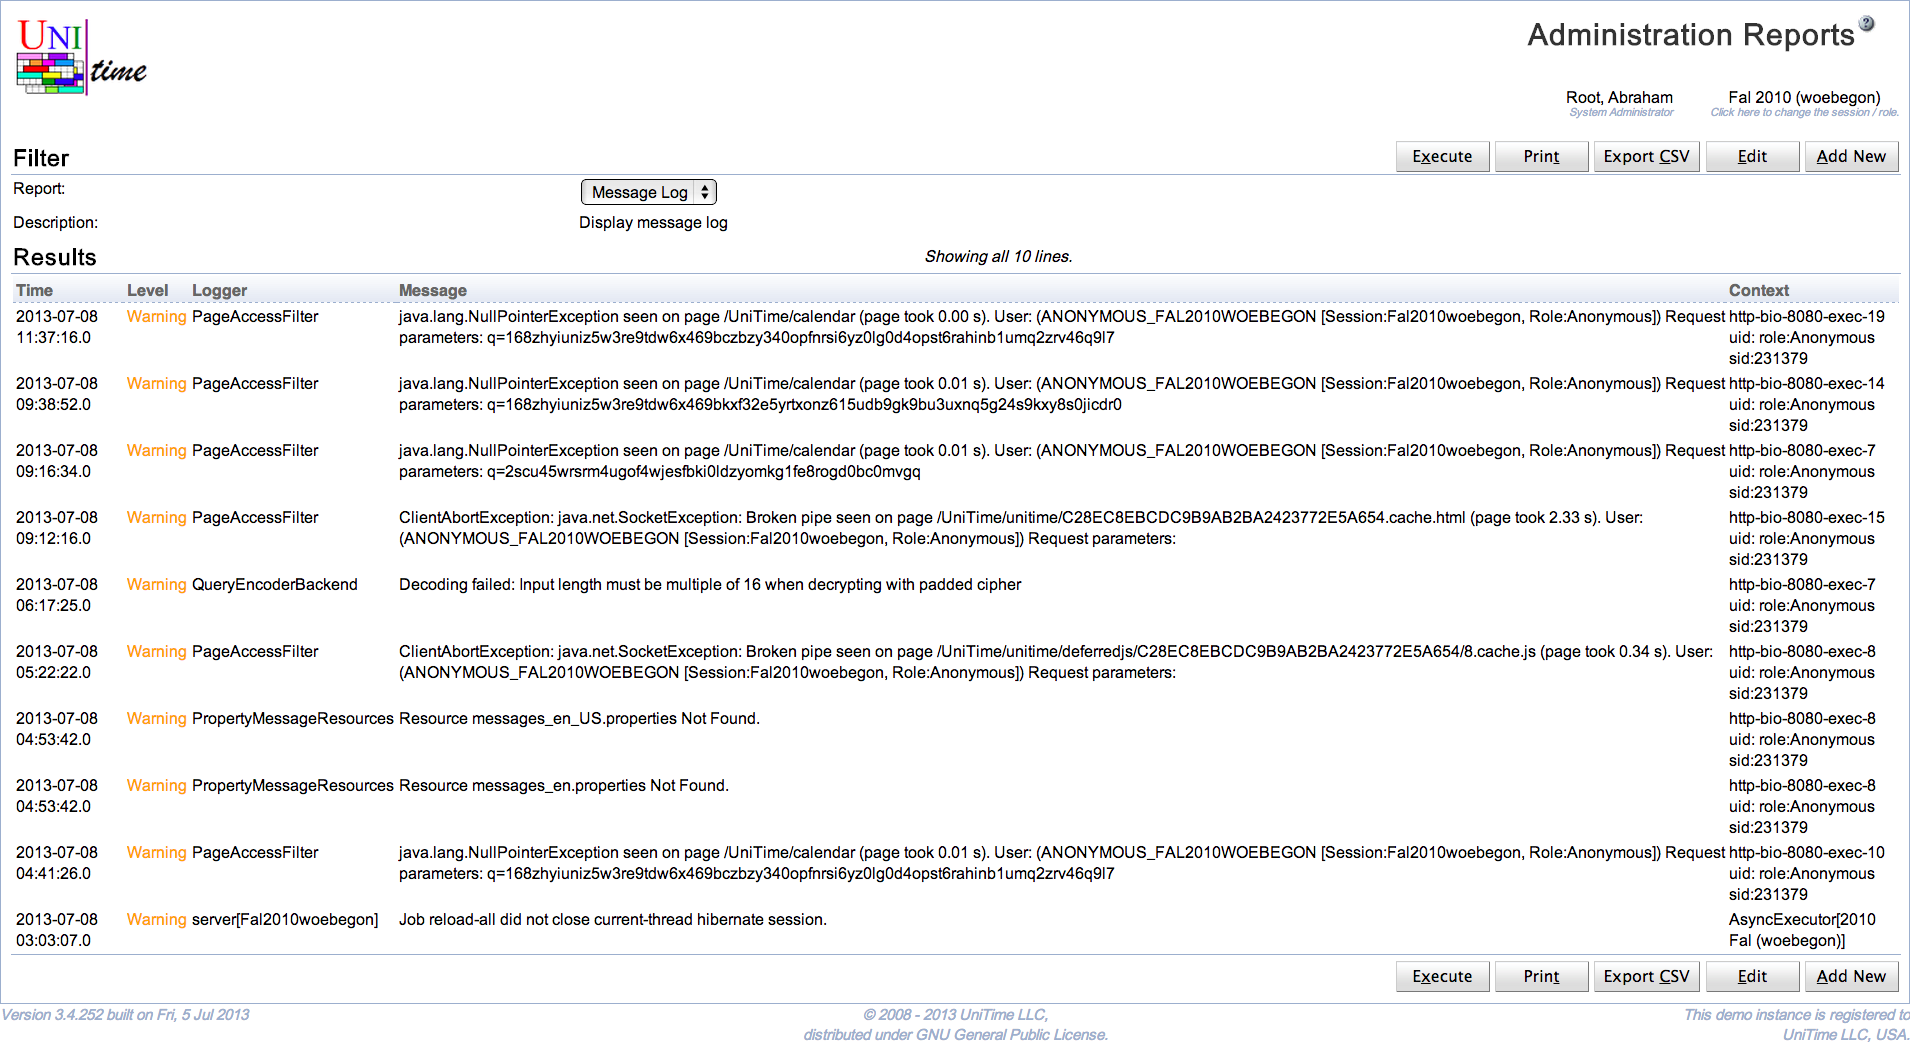 UNI
time
Administration Reports
?
Root, Abraham
System Administrator
Fal 2010 (woebegon)
Click here to change the session / role.
Filter
Execute Print Export CSV Edit Add New
Report: Message Log
Description: Display message log
Results Showing all 10 lines.
Time Level Logger Message Context
2013-07-08 Warning PageAccessFilter java.lang.NullPointerException seen on page /UniTime/calendar (page took 0.00 s). User: (ANONYMOUS_FAL2010WOEBEGON [Session:Fal2010woebegon, Role:Anonymous]) Request http-bio-8080-exec-19
11:37:16.0 parameters: q=168zhyiuniz5w3re9tdw6x469bczbzy340opfnrsi6yz0lg0d4opst6rahinb1umq2zrv46q9l7 uid: role:Anonymous
sid:231379
2013-07-08 Warning PageAccessFilter java.lang.NullPointerException seen on page /UniTime/calendar (page took 0.01 s). User: (ANONYMOUS_FAL2010WOEBEGON [Session:Fal2010woebegon, Role:Anonymous]) Request http-bio-8080-exec-14
09:38:52.0 parameters: q=168zhyiuniz5w3re9tdw6x469bkxf32e5yrtxonz615udb9gk9bu3uxnq5g24s9kxy8s0jicdr0 uid: role:Anonymous
sid:231379
2013-07-08 Warning PageAccessFilter java.lang.NullPointerException seen on page /UniTime/calendar (page took 0.01 s). User: (ANONYMOUS_FAL2010WOEBEGON [Session:Fal2010woebegon, Role:Anonymous]) Request http-bio-8080-exec-7
09:16:34.0 parameters: q=2scu45wrsrm4ugof4wjesfbki0ldzyomkg1fe8rogd0bc0mvgq uid: role:Anonymous
sid:231379
2013-07-08 Warning PageAccessFilter ClientAbortException: java.net.SocketException: Broken pipe seen on page /UniTime/unitime/C28EC8EBCDC9B9AB2BA2423772E5A654.cache.html (page took 2.33 s). User: http-bio-8080-exec-15
09:12:16.0 (ANONYMOUS_FAL2010WOEBEGON [Session:Fal2010woebegon, Role:Anonymous]) Request parameters: uid: role:Anonymous
sid:231379
2013-07-08 Warning QueryEncoderBackend Decoding failed: Input length must be multiple of 16 when decrypting with padded cipher http-bio-8080-exec-7
06:17:25.0 uid: role:Anonymous
sid:231379
2013-07-08 Warning PageAccessFilter ClientAbortException: java.net.SocketException: Broken pipe seen on page /UniTime/unitime/deferredjs/C28EC8EBCDC9B9AB2BA2423772E5A654/8.cache.js (page took 0.34 s). User: http-bio-8080-exec-8
05:22:22.0 (ANONYMOUS_FAL2010WOEBEGON [Session:Fal2010woebegon, Role:Anonymous]) Request parameters: uid: role:Anonymous
sid:231379
2013-07-08 Warning PropertyMessageResources Resource messages_en_US.properties Not Found. http-bio-8080-exec-8
04:53:42.0 uid: role:Anonymous
sid:231379
2013-07-08 Warning PropertyMessageResources Resource messages_en.properties Not Found. http-bio-8080-exec-8
04:53:42.0 uid: role:Anonymous
sid:231379
2013-07-08 Warning PageAccessFilter java.lang.NullPointerException seen on page /UniTime/calendar (page took 0.01 s). User: (ANONYMOUS_FAL2010WOEBEGON [Session:Fal2010woebegon, Role:Anonymous]) Request http-bio-8080-exec-10
04:41:26.0 parameters: q=168zhyiuniz5w3re9tdw6x469bczbzy340opfnrsi6yz0lg0d4opst6rahinb1umq2zrv46q9l7 uid: role:Anonymous
sid:231379
2013-07-08 Warning server[Fal2010woebegon] Job reload-all did not close current-thread hibernate session. AsyncExecutor[2010
03:03:07.0 Fal (woebegon)]
Execute Print Export CSV Edit Add New
Version 3.4.252 built on Fri, 5 Jul 2013 © 2008 - 2013 UniTime LLC, This demo instance is registered to
distributed under GNU General Public License. UniTime LLC, USA.